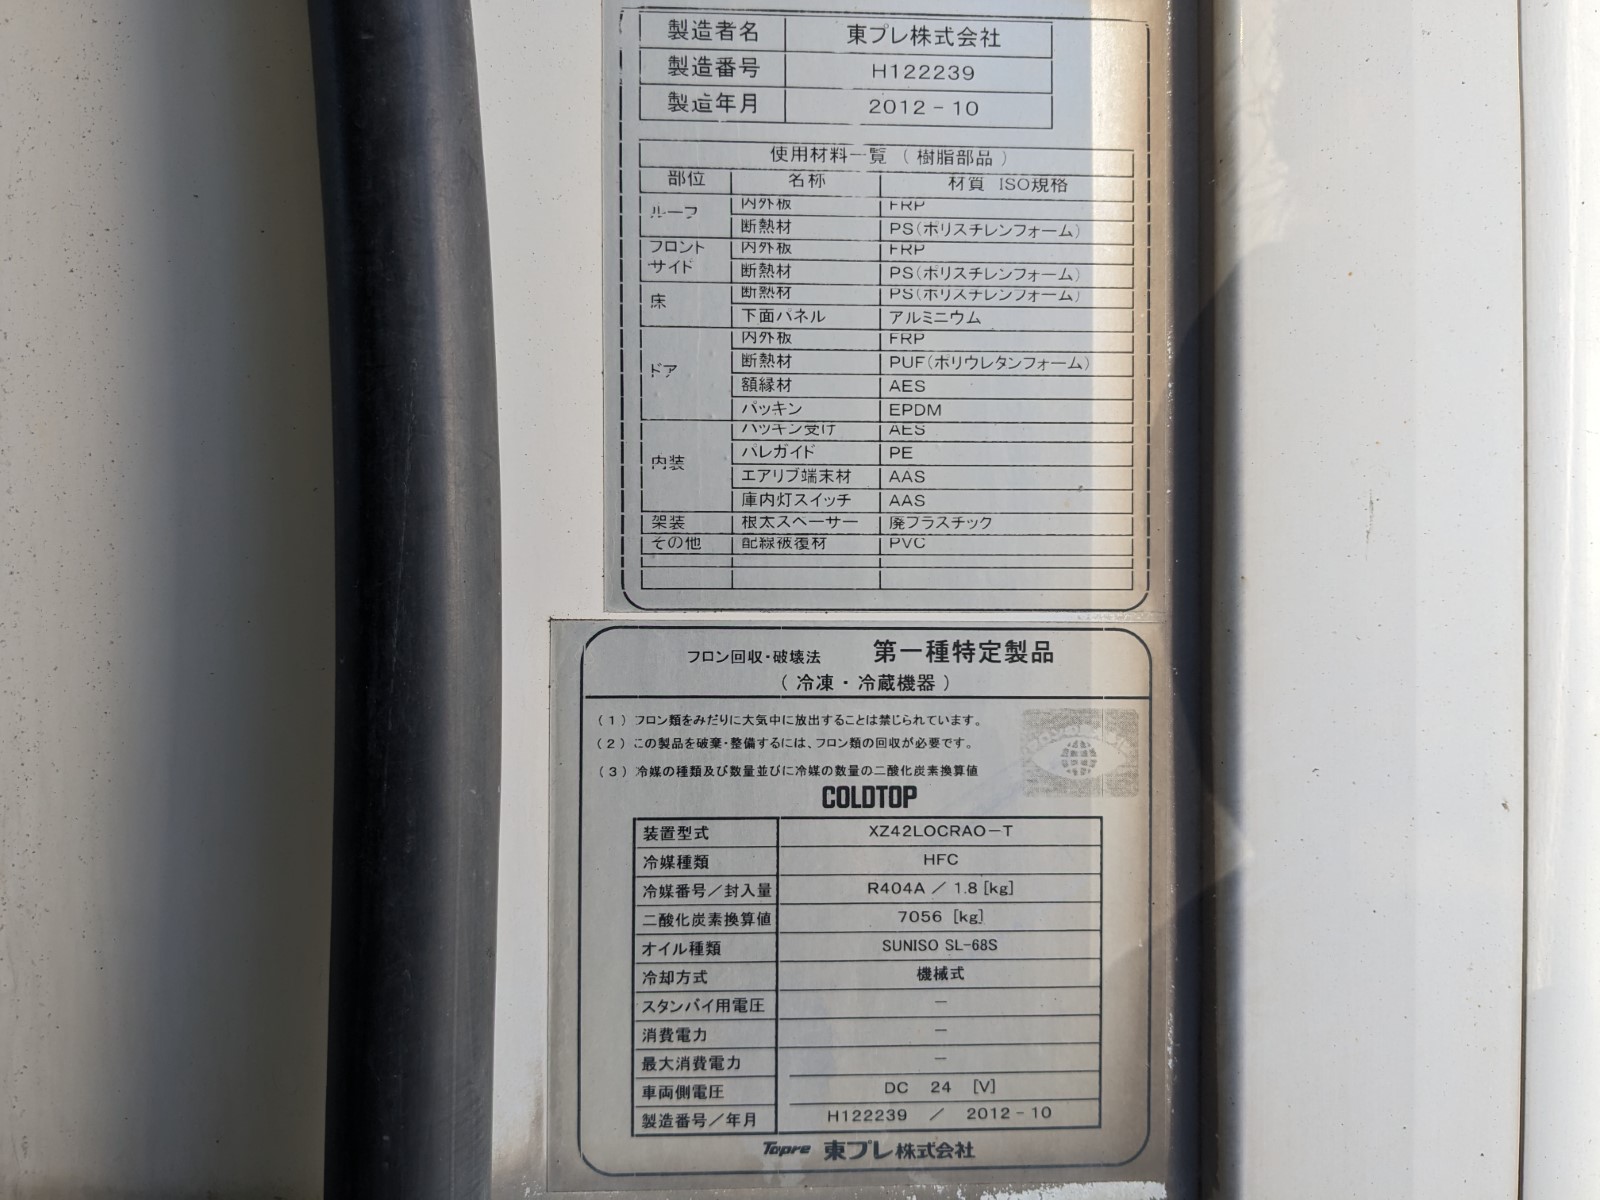 製造者名 東プレ株式会社
製造番号 H122239
製造年月 2012-10
使用材料一覧 (樹脂部品)
部位 名称 材質 ISO規格
ルーフ 内外板 FRP
断熱材 PS(ポリスチレンフォーム)
フロント サイド 内外板 FRP
断熱材 PS(ポリスチレンフォーム)
床 断熱材 PS(ポリスチレンフォーム)
下面パネル アルミニウム
ドア 内外板 FRP
断熱材 PUF(ポリウレタンフォーム)
額縁材 AES
パッキン EPDM
内装 パッキン受け AES
パレガイド PE
エアリブ端末材 AAS
庫内灯スイッチ AAS
架装 根太スペーサー 廃プラスチック
その他 配線被覆材 PVC
フロン回収・破壊法 第一種特定製品
(冷凍・冷蔵機器)
(1)フロン類をみだりに大気中に放出することは禁じられています。
(2)この製品を破棄・整備するには、フロン類の回収が必要です。
(3)冷媒の種類及び数量並びに冷媒の数量の二酸化炭素換算値
COLDTOP
装置型式 XZ42LOCRAO-T
冷媒種類 HFC
冷媒番号/封入量 R404A / 1.8 [kg]
二酸化炭素換算値 7056 [kg]
オイル種類 SUNISO SL-68S
冷却方式 機械式
スタンバイ用電圧 —
消費電力 —
最大消費電力 —
車両側電圧 DC 24 [V]
製造番号/年月 H122239 / 2012-10
Topre 東プレ株式会社